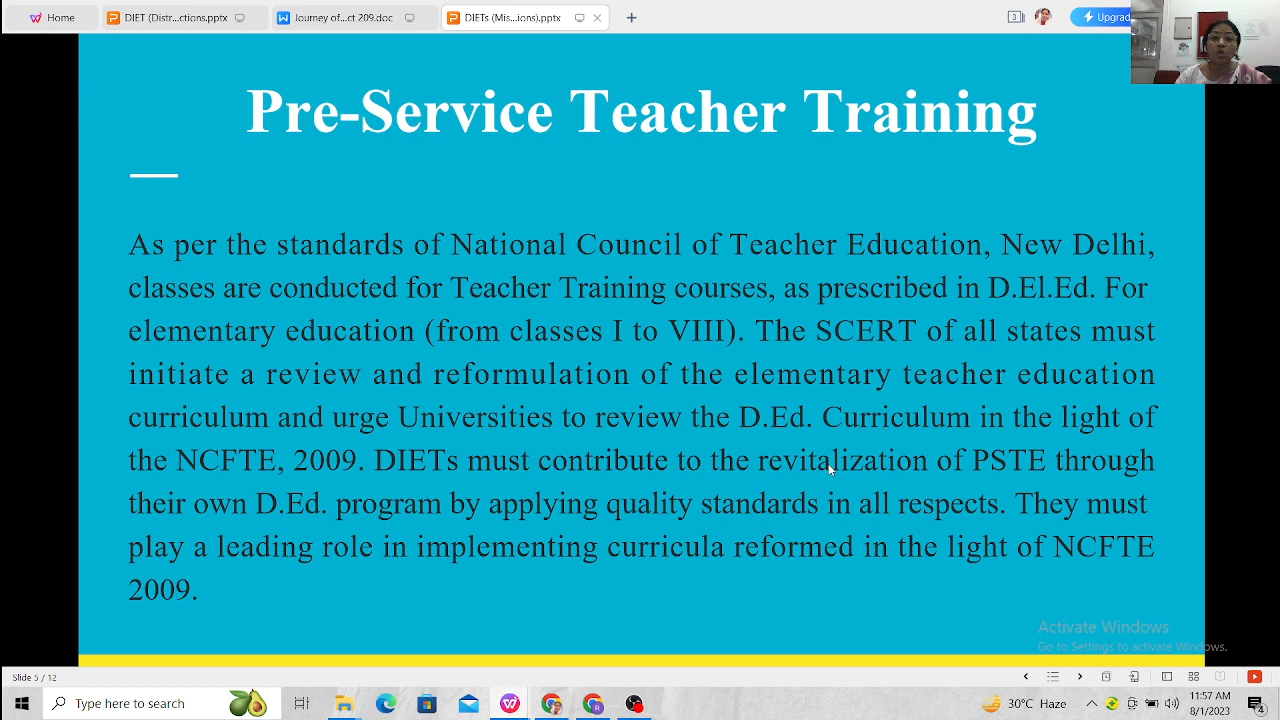 Home
DIET (Distr...ctins.pptx
Journey of ct 209.doc
DIETs (Mis...ions).pptx
3
Upgrad
Pre-Service Teacher Training
As per the standards of National Council of Teacher Education, New Delhi,
classes are conducted for Teacher Training courses, as prescribed in D.El.Ed. For
elementary education (from classes I to VIII). The SCERT of all states must
initiate a review and reformulation of the elementary teacher education
curriculum and urge Universities to review the D.Ed. Curriculum in the light of
the NCFTE, 2009. DIETs must contribute to the revitalization of PSTE through
their own D.Ed. program by applying quality standards in all respects. They must
play a leading role in implementing curricula reformed in the light of NCFTE
2009.
Activate Windows
Go to Settings to activate Windows.
Slide 5 / 12
Type here to search
30°C Haze
11:57 AM
8/1/2023
4